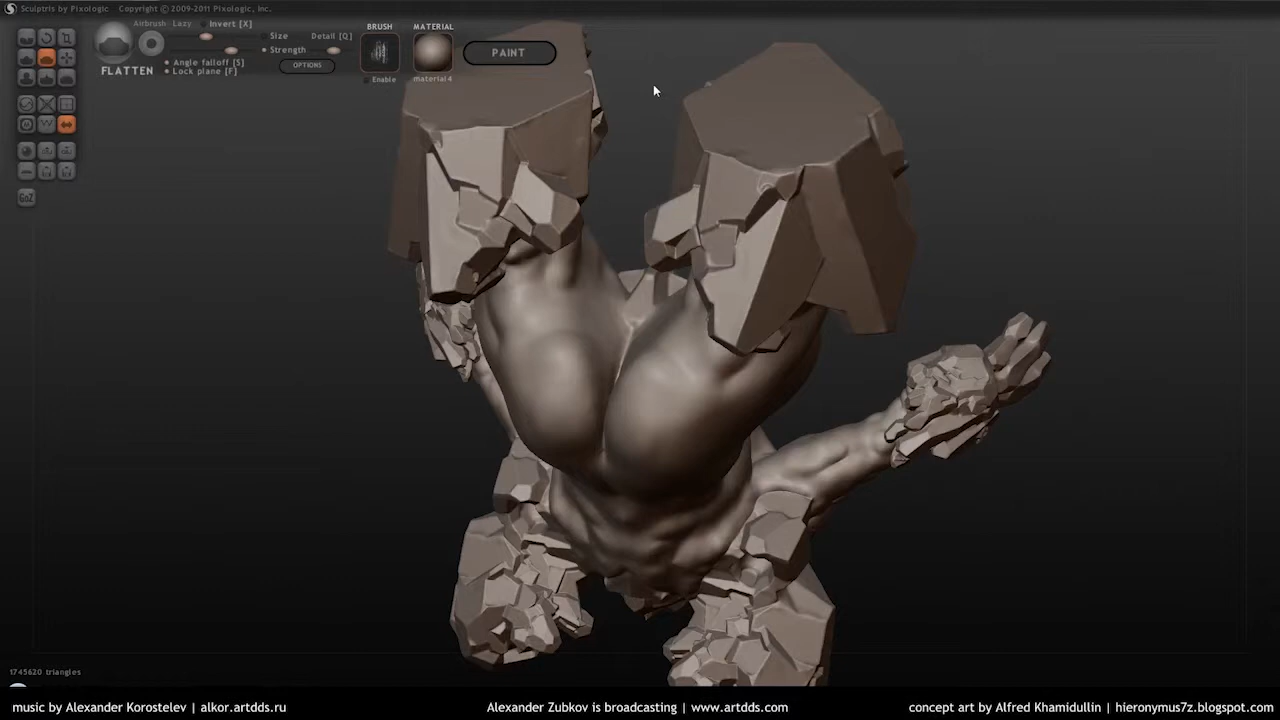 Sculptris by Pixologic Copyright © 2009-2011 Pixologic, Inc.
Airbrush Lazy Invert [X]
Size Detail [Q]
Strength
Angle falloff [S]
Lock plane [F]
FLATTEN
OPTIONS
BRUSH
Enable
MATERIAL
material4
PAINT
GoZ
1745620 triangles
music by Alexander Korostelev | alkor.artdds.ru
Alexander Zubkov is broadcasting | www.artdds.com
concept art by Alfred Khamidullin | hieronymus7z.blogspot.com